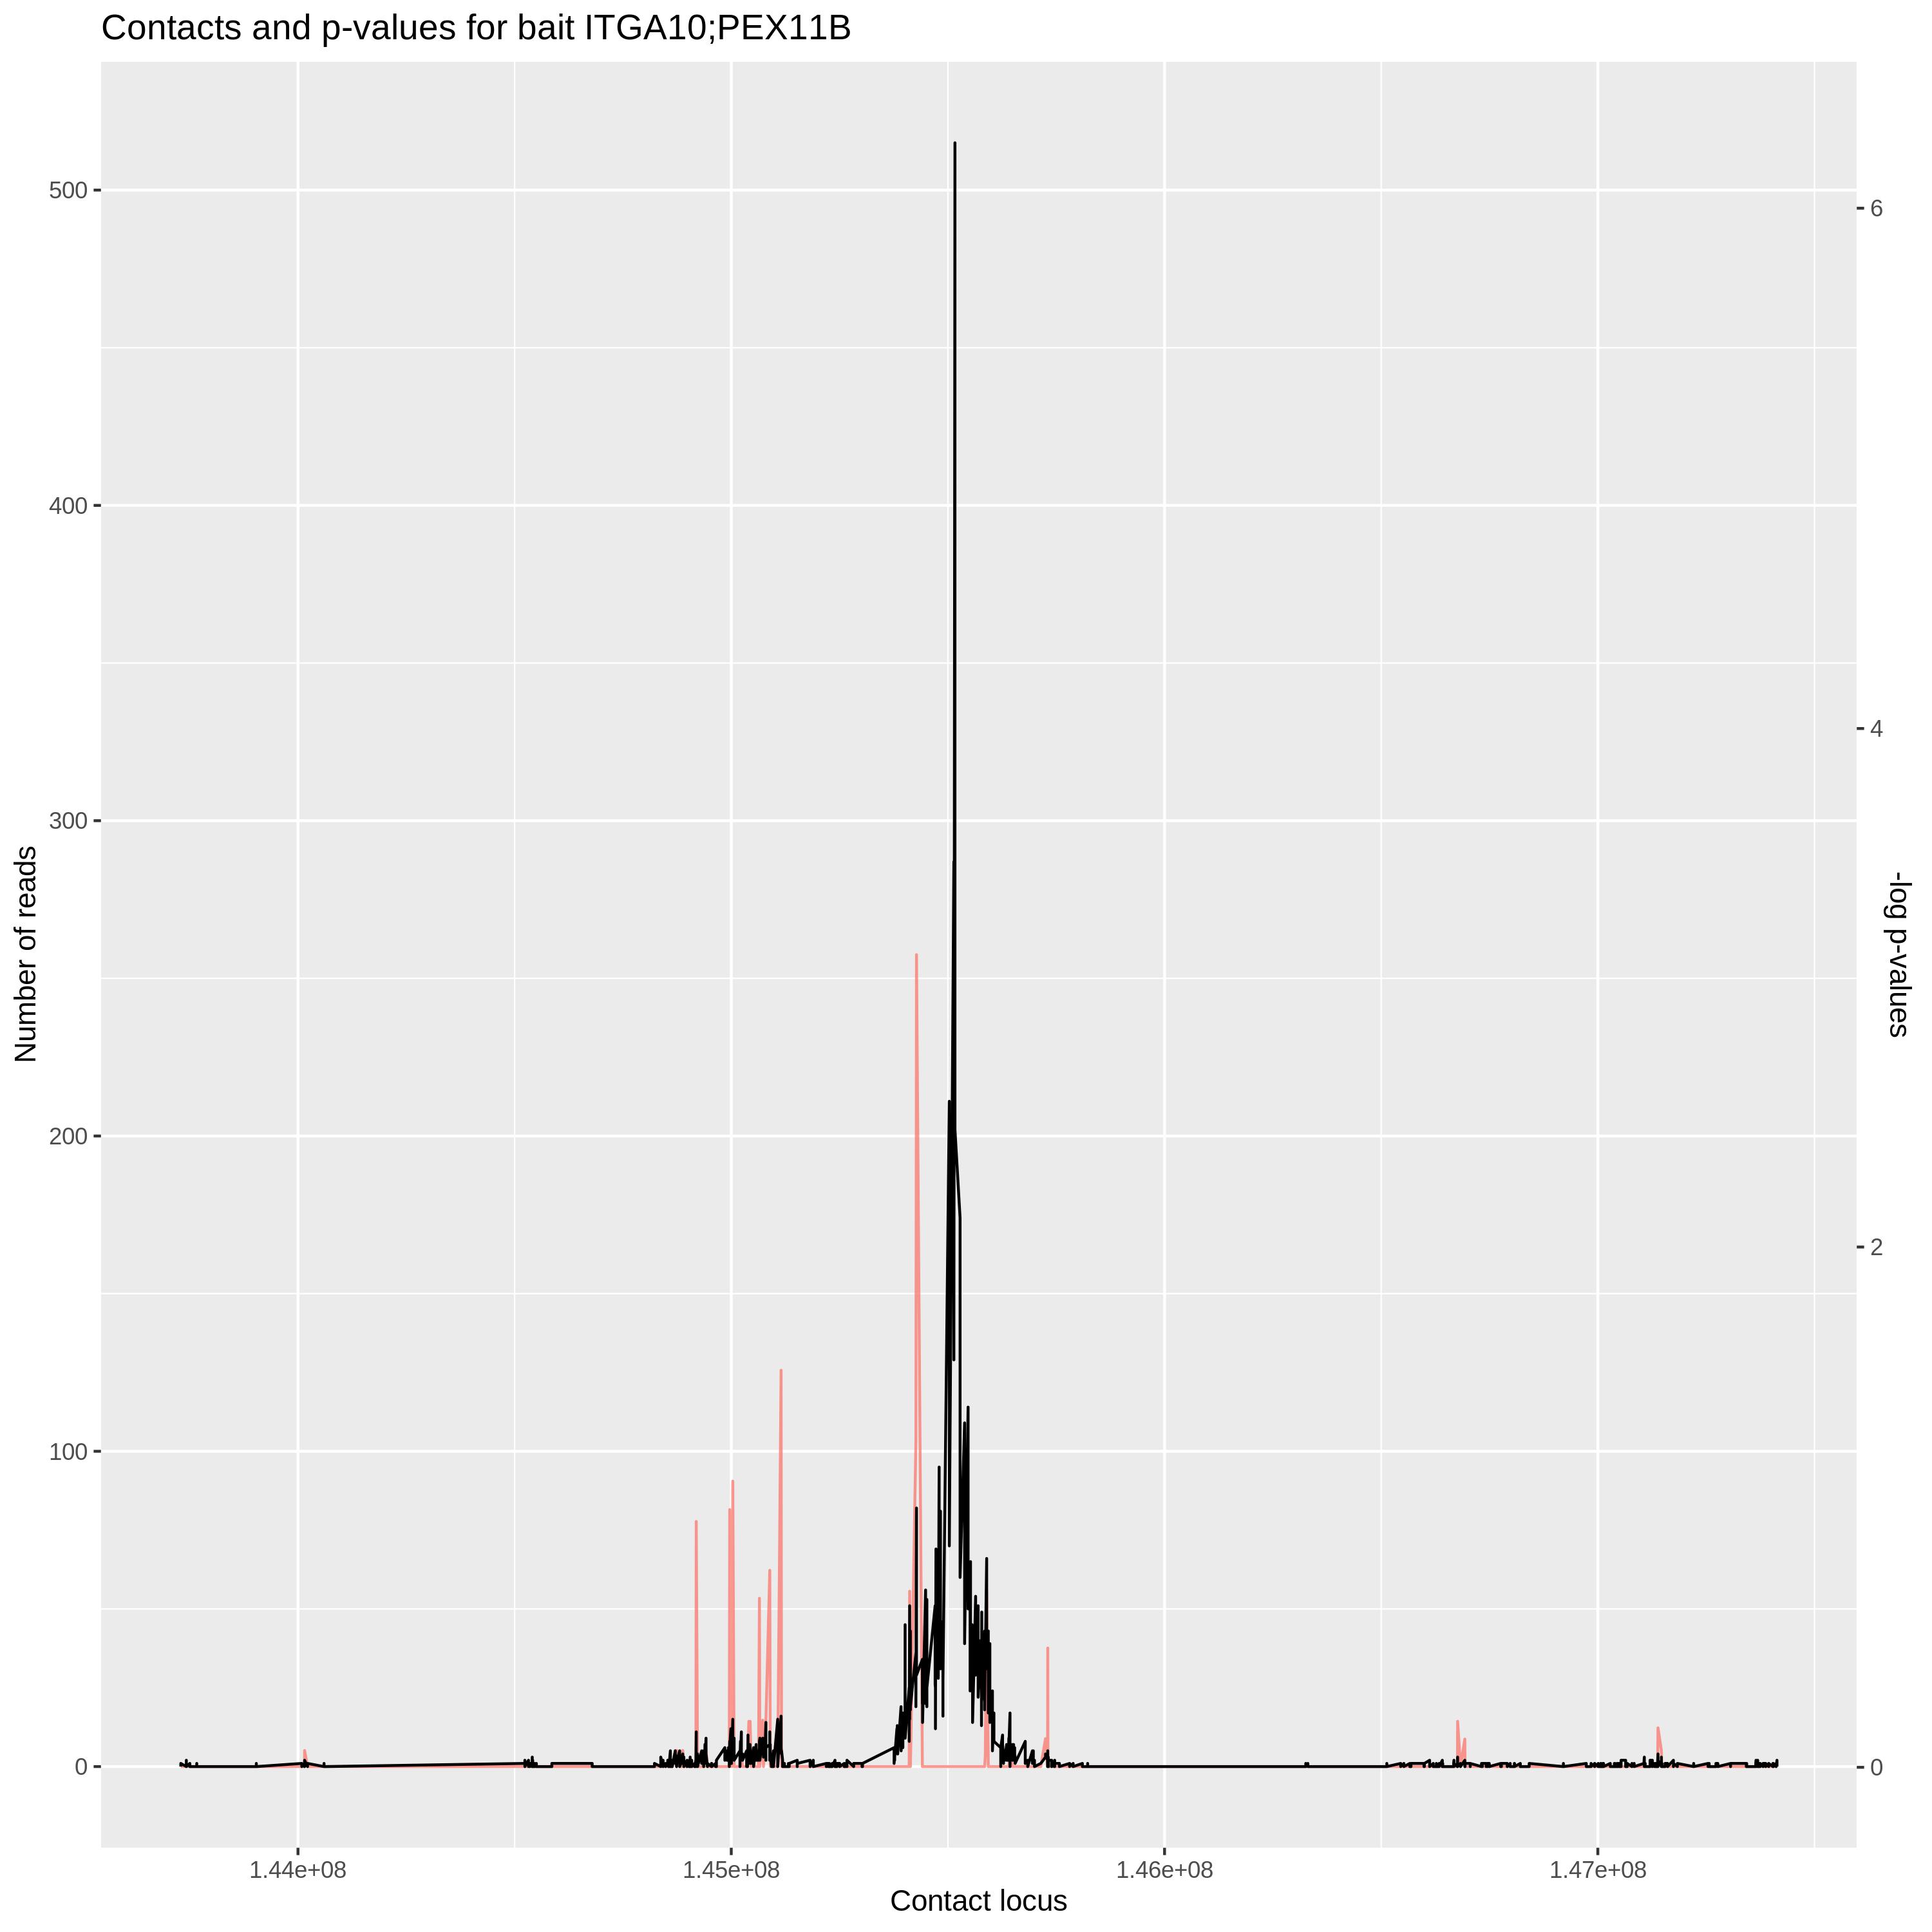 Contacts and p-values for bait ITGA10;PEX11B
500
400
300
200
100
0
Number of reads
6
4
2
0
-log p-values
1.44e+08
1.45e+08
1.46e+08
1.47e+08
Contact locus